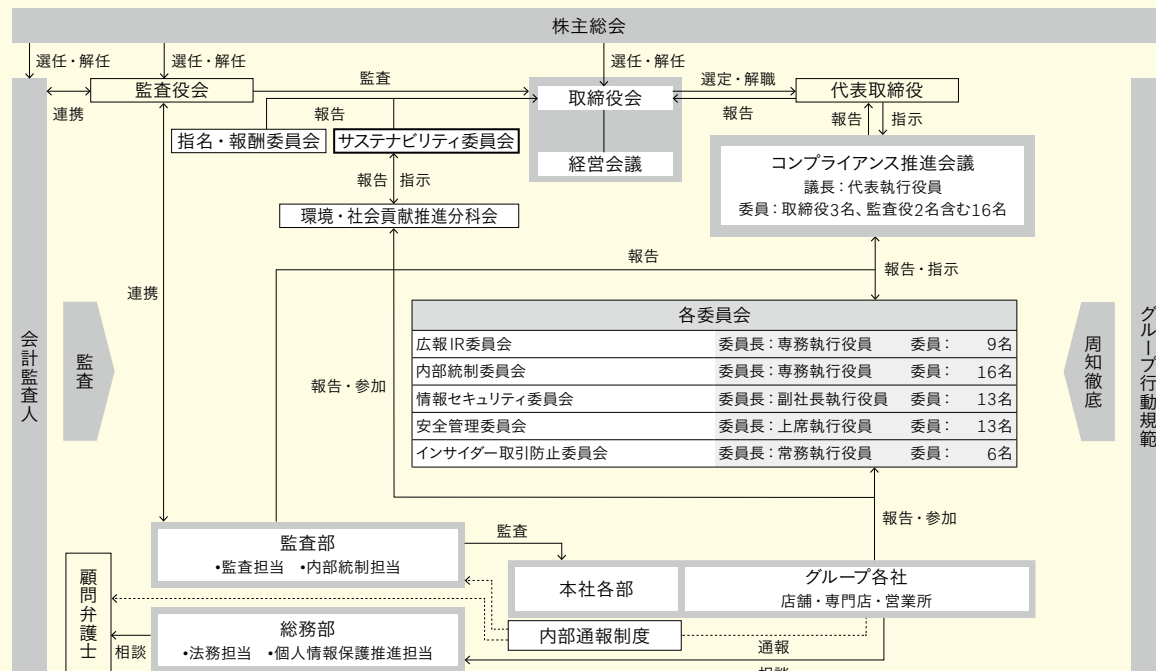 株主総会
選任・解任
選任・解任
選任・解任
監査役会
監査
取締役会
選定・解職
報告
代表取締役
連携
報告
指名・報酬委員会
サステナビリティ委員会
経営会議
報告
指示
報告 指示
環境・社会貢献推進分科会
コンプライアンス推進会議
議長：代表執行役員
委員：取締役3名、監査役2名含む16名
報告
報告・指示
連携
会計監査人
監査
各委員会
広報IR委員会 委員長：専務執行役員 委員： 9名
内部統制委員会 委員長：専務執行役員 委員： 16名
情報セキュリティ委員会 委員長：副社長執行役員 委員： 13名
安全管理委員会 委員長：上席執行役員 委員： 13名
インサイダー取引防止委員会 委員長：常務執行役員 委員： 6名
周知徹底
グループ行動規範
報告・参加
報告・参加
監査部
•監査担当 •内部統制担当
監査
本社各部
グループ各社
店舗・専門店・営業所
顧問弁護士
相談
総務部
•法務担当 •個人情報保護推進担当
内部通報制度
通報